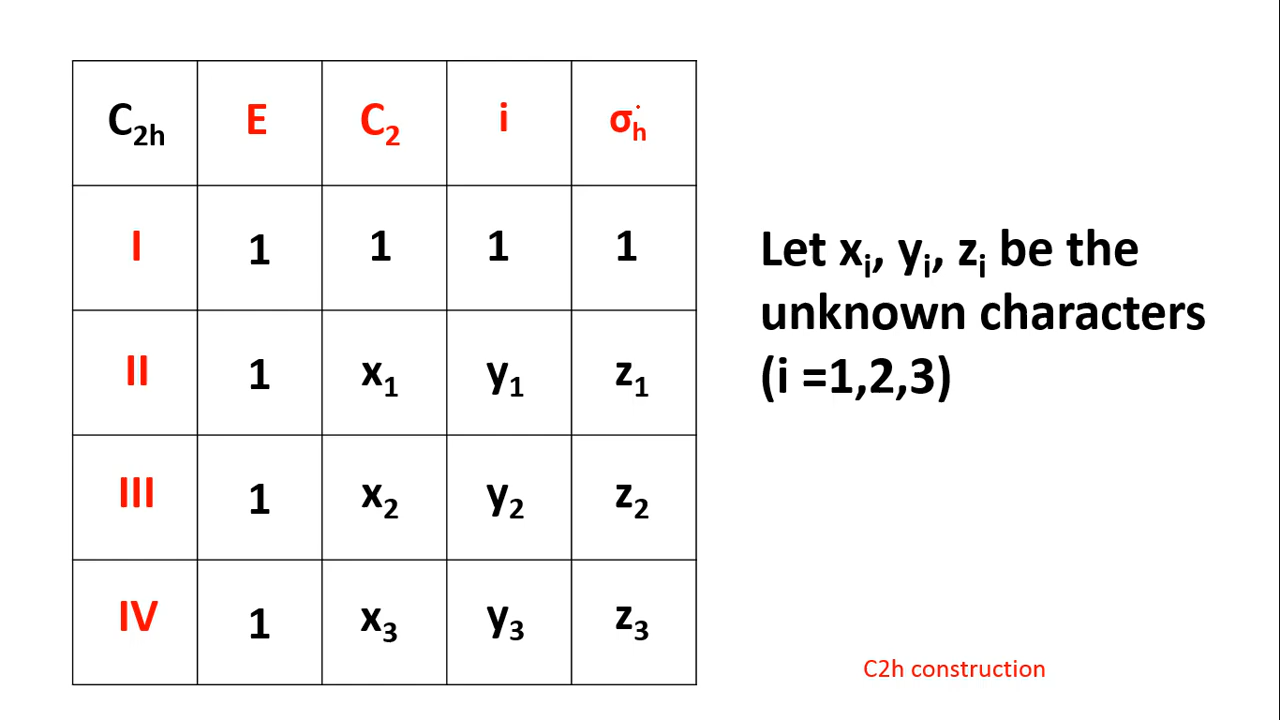 C₂ₕ E C₂ i σₕ
I 1 1 1 1
II 1 x₁ y₁ z₁
III 1 x₂ y₂ z₂
IV 1 x₃ y₃ z₃
Let xᵢ, yᵢ, zᵢ be the
unknown characters
(i =1,2,3)
C2h construction